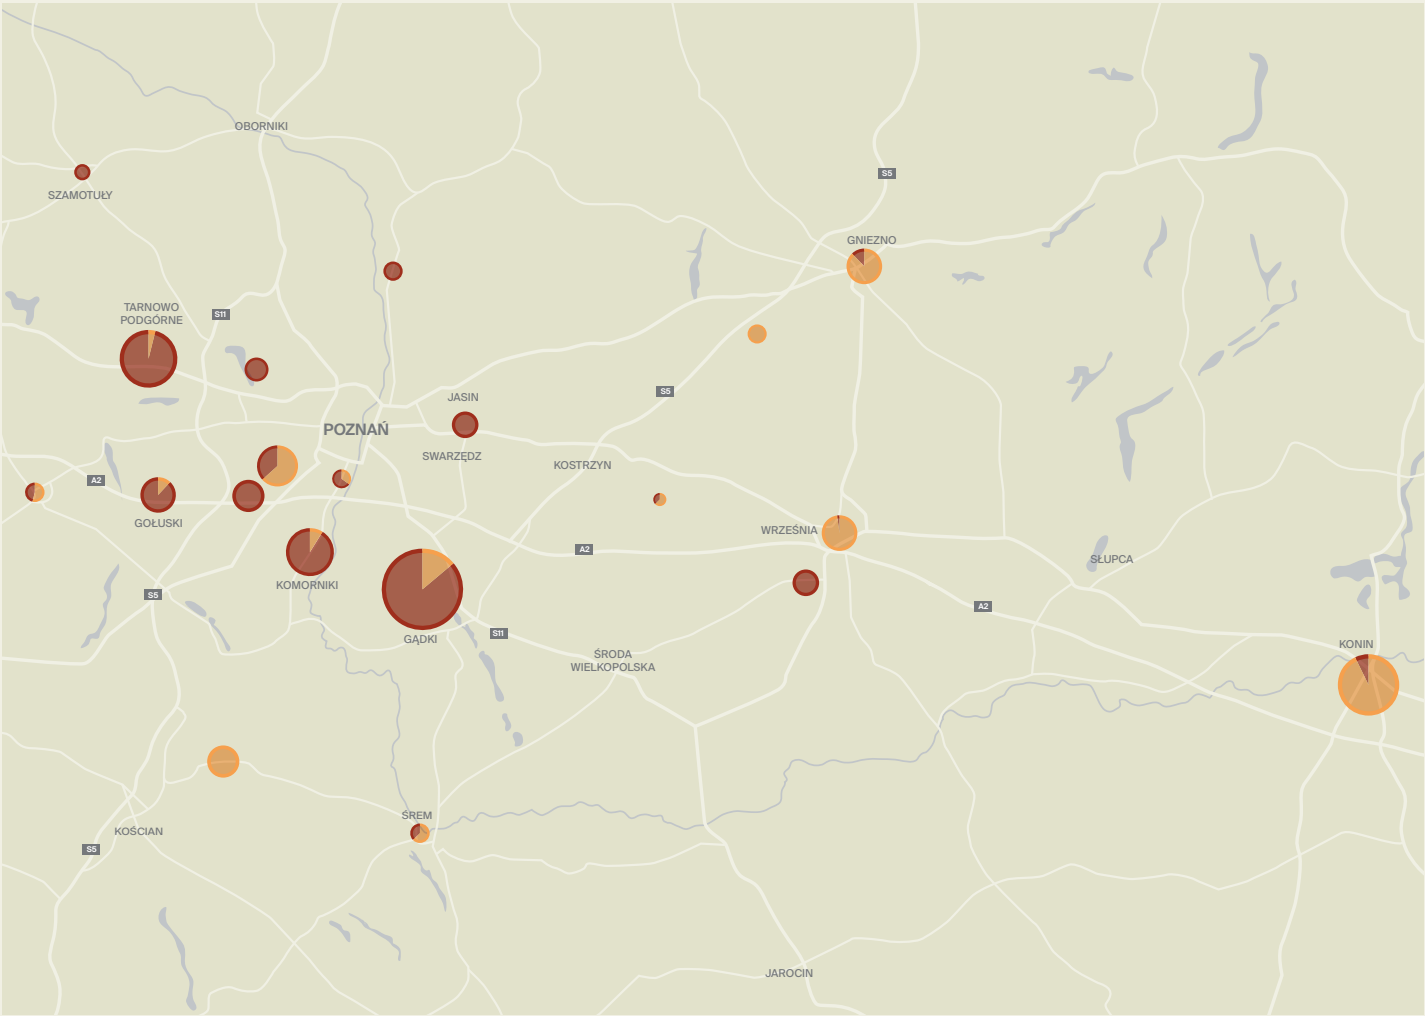 OBORNIKI
S5
SZAMOTUŁY
GNIEZNO
TARNOWO
PODGÓRNE
S11
S5
JASIN
POZNAŃ
SWARZĘDZ
KOSTRZYN
A2
GOŁUSKI
WRZEŚNIA
A2
SŁUPCA
KOMORNIKI
S5
A2
GĄDKI
S11
KONIN
ŚRODA
WIELKOPOLSKA
ŚREM
KOŚCIAN
S5
JAROCIN